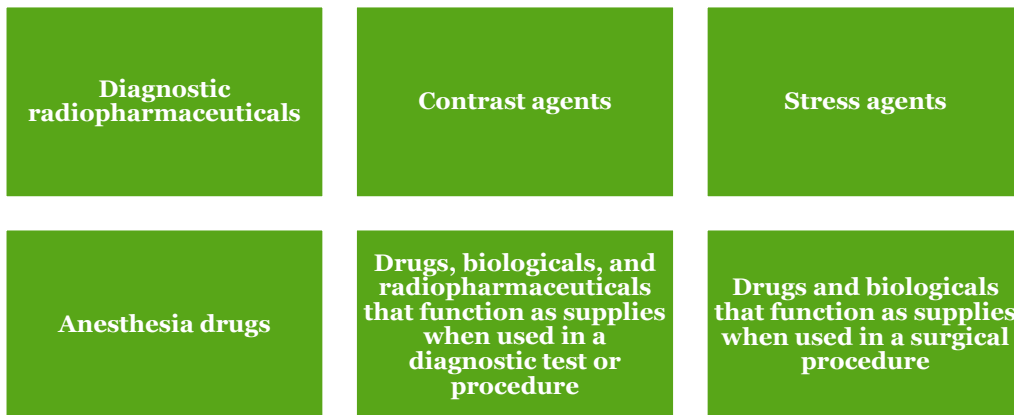 Diagnostic
radiopharmaceuticals
Contrast agents
Stress agents
Anesthesia drugs
Drugs, biologicals, and
radiopharmaceuticals
that function as supplies
when used in a
diagnostic test or
procedure
Drugs and biologicals
that function as supplies
when used in a surgical
procedure